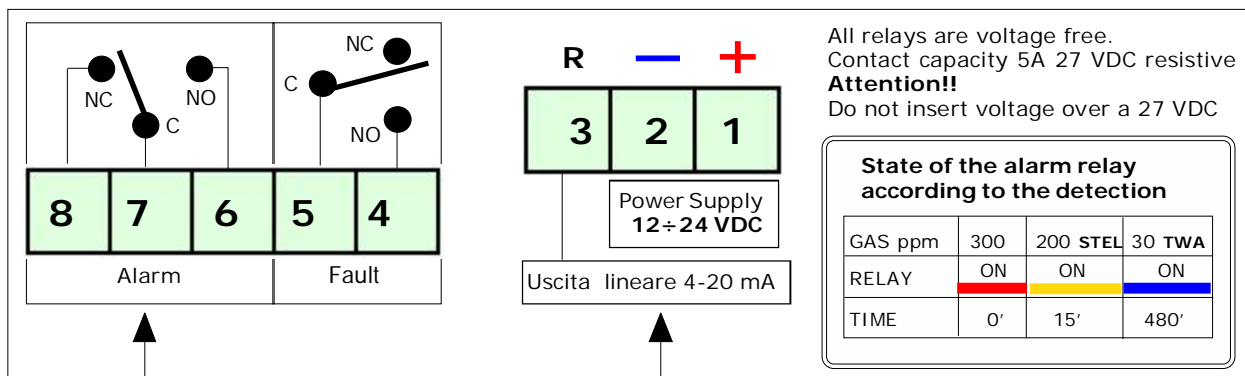 NC
NO
C
NC
C
NO
8 7 6 5 4
Alarm
Fault
R − +
3 2 1
Power Supply
12÷24 VDC
Uscita lineare 4-20 mA
All relays are voltage free.
Contact capacity 5A 27 VDC resistive
Attention!!
Do not insert voltage over a 27 VDC
State of the alarm relay
according to the detection
GAS ppm 300 200 STEL 30 TWA
RELAY ON ON ON
TIME 0′ 15′ 480′